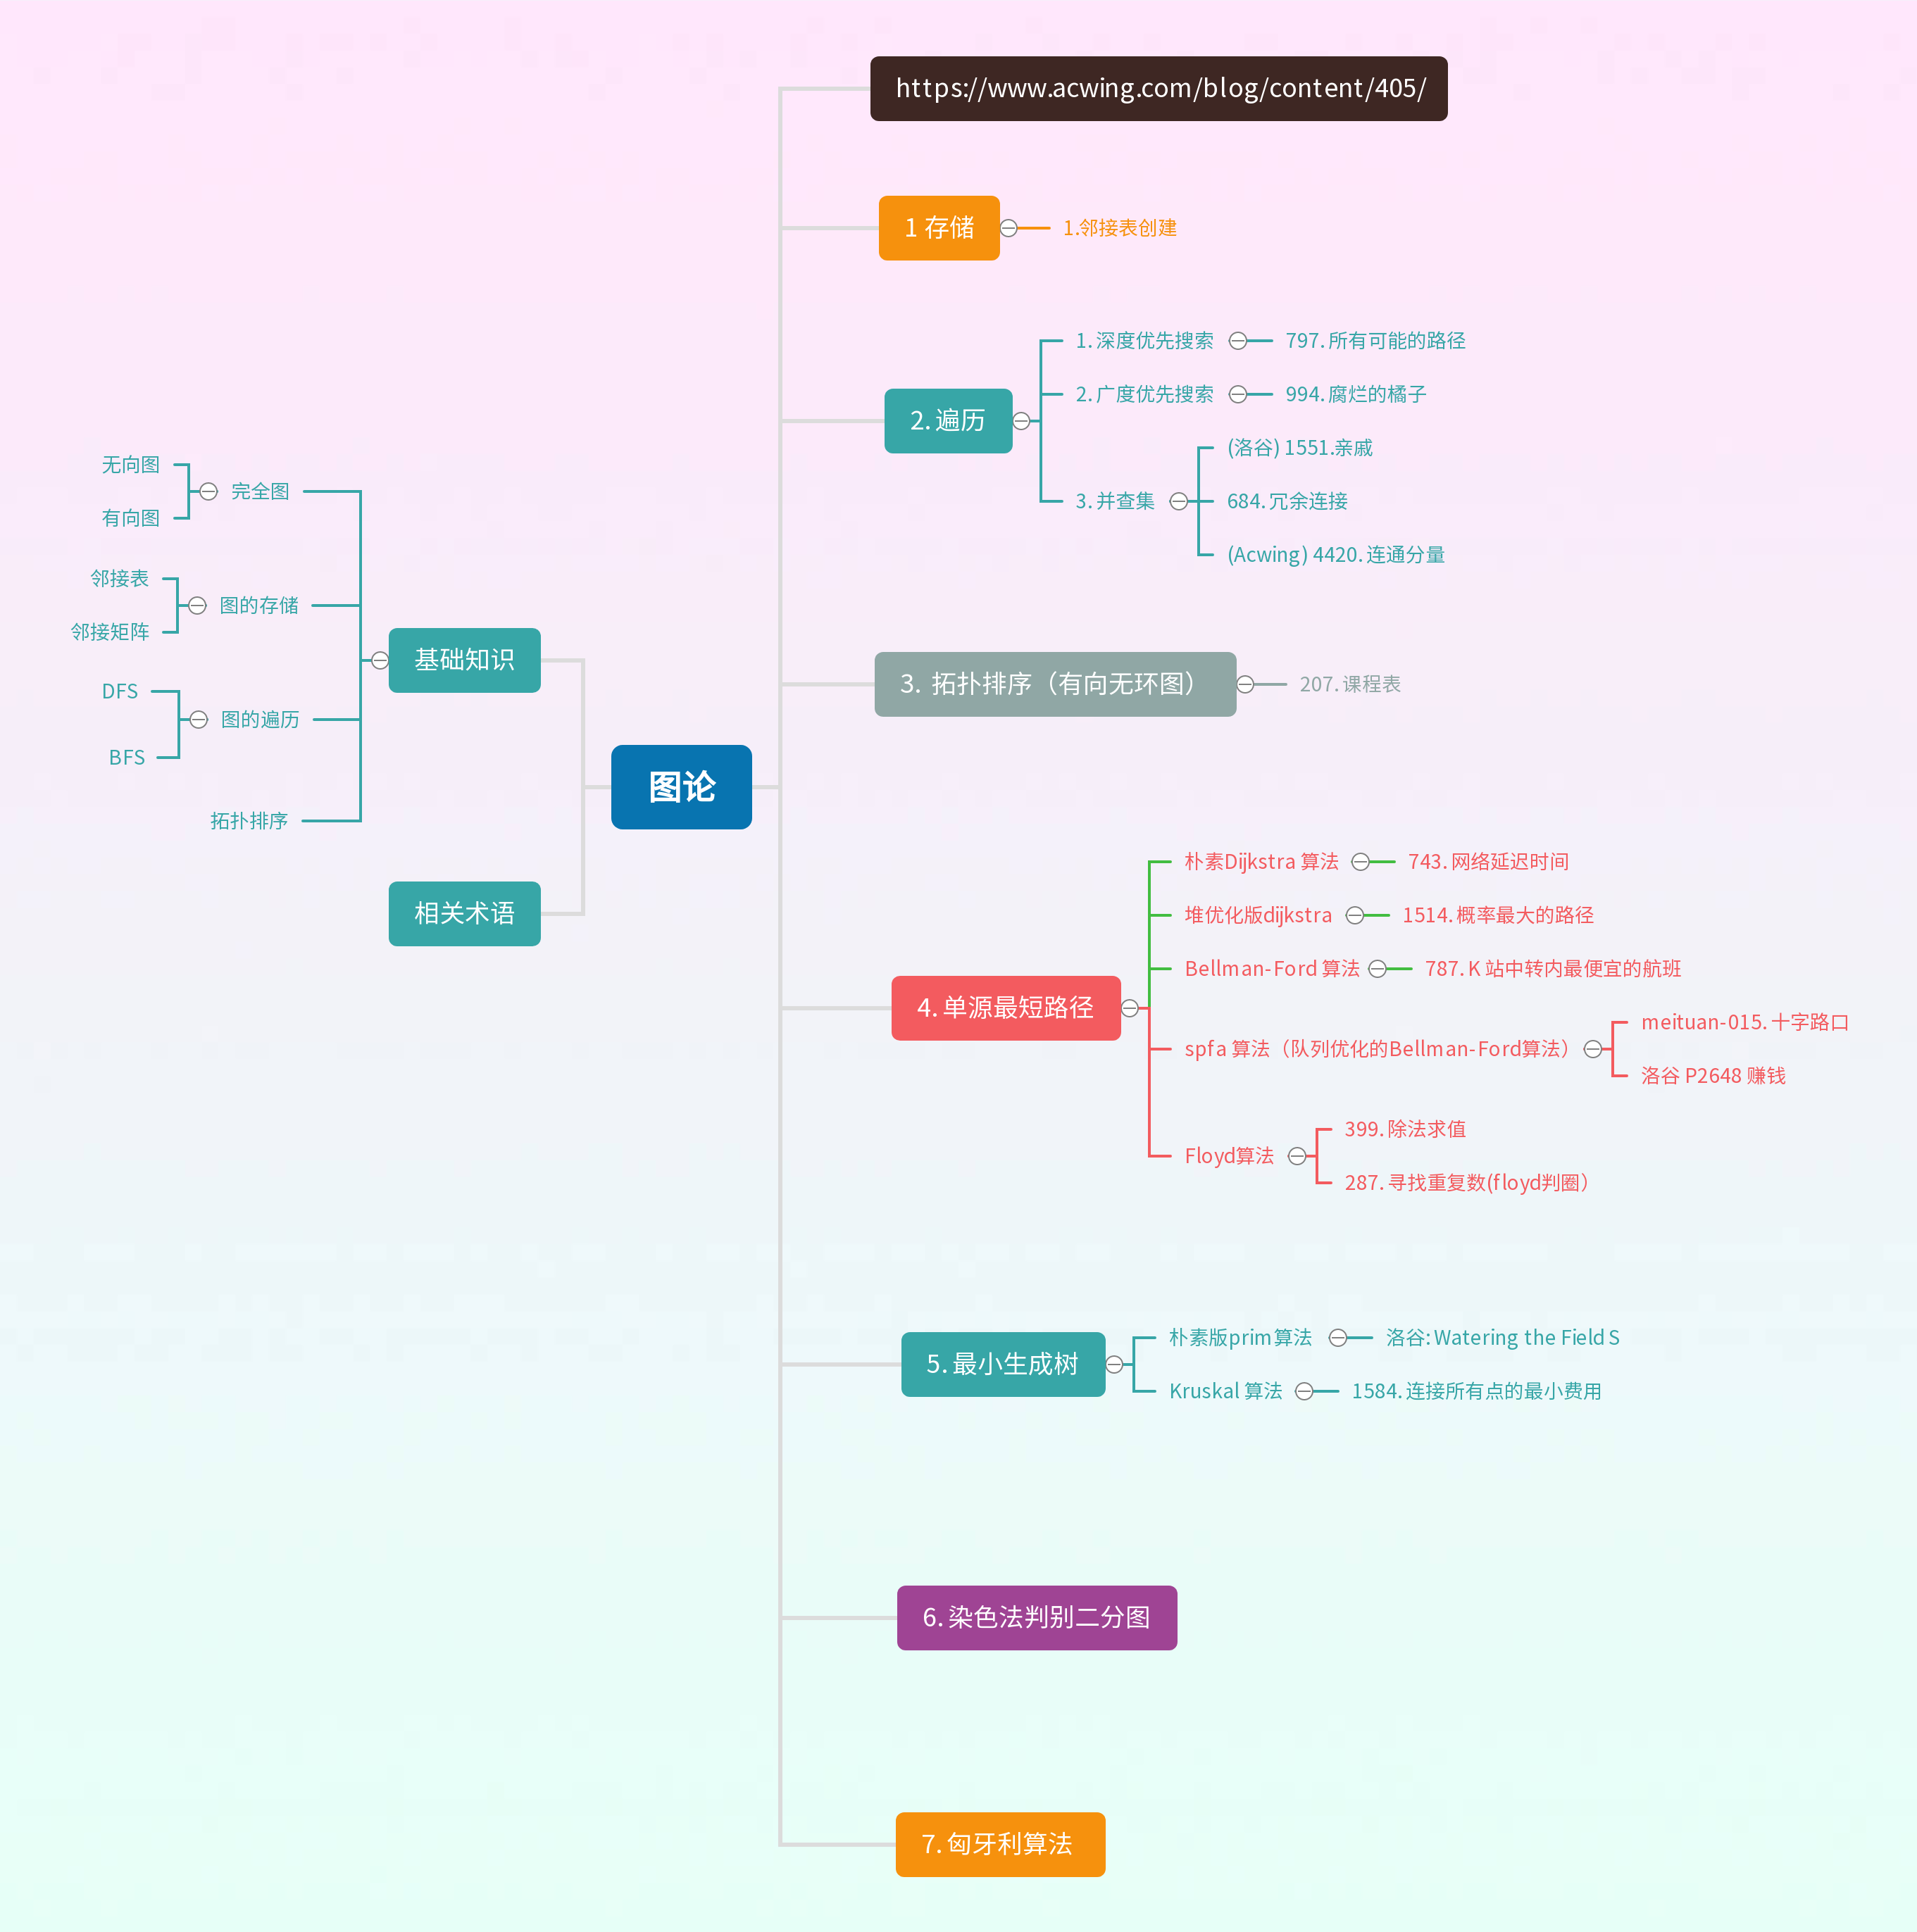 https://www.acwing.com/blog/content/405/
1 存储
1.邻接表创建
2. 遍历
1. 深度优先搜索
797. 所有可能的路径
2. 广度优先搜索
994. 腐烂的橘子
3. 并查集
(洛谷) 1551.亲戚
684. 冗余连接
(Acwing) 4420. 连通分量
3. 拓扑排序（有向无环图）
207. 课程表
4. 单源最短路径
朴素Dijkstra 算法
743. 网络延迟时间
堆优化版dijkstra
1514. 概率最大的路径
Bellman-Ford 算法
787. K 站中转内最便宜的航班
spfa 算法（队列优化的Bellman-Ford算法）
meituan-015. 十字路口
洛谷 P2648 赚钱
Floyd算法
399. 除法求值
287. 寻找重复数(floyd判圈）
5. 最小生成树
朴素版prim算法
洛谷: Watering the Field S
Kruskal 算法
1584. 连接所有点的最小费用
6. 染色法判别二分图
7. 匈牙利算法
图论
基础知识
完全图
无向图
有向图
图的存储
邻接表
邻接矩阵
图的遍历
DFS
BFS
拓扑排序
相关术语